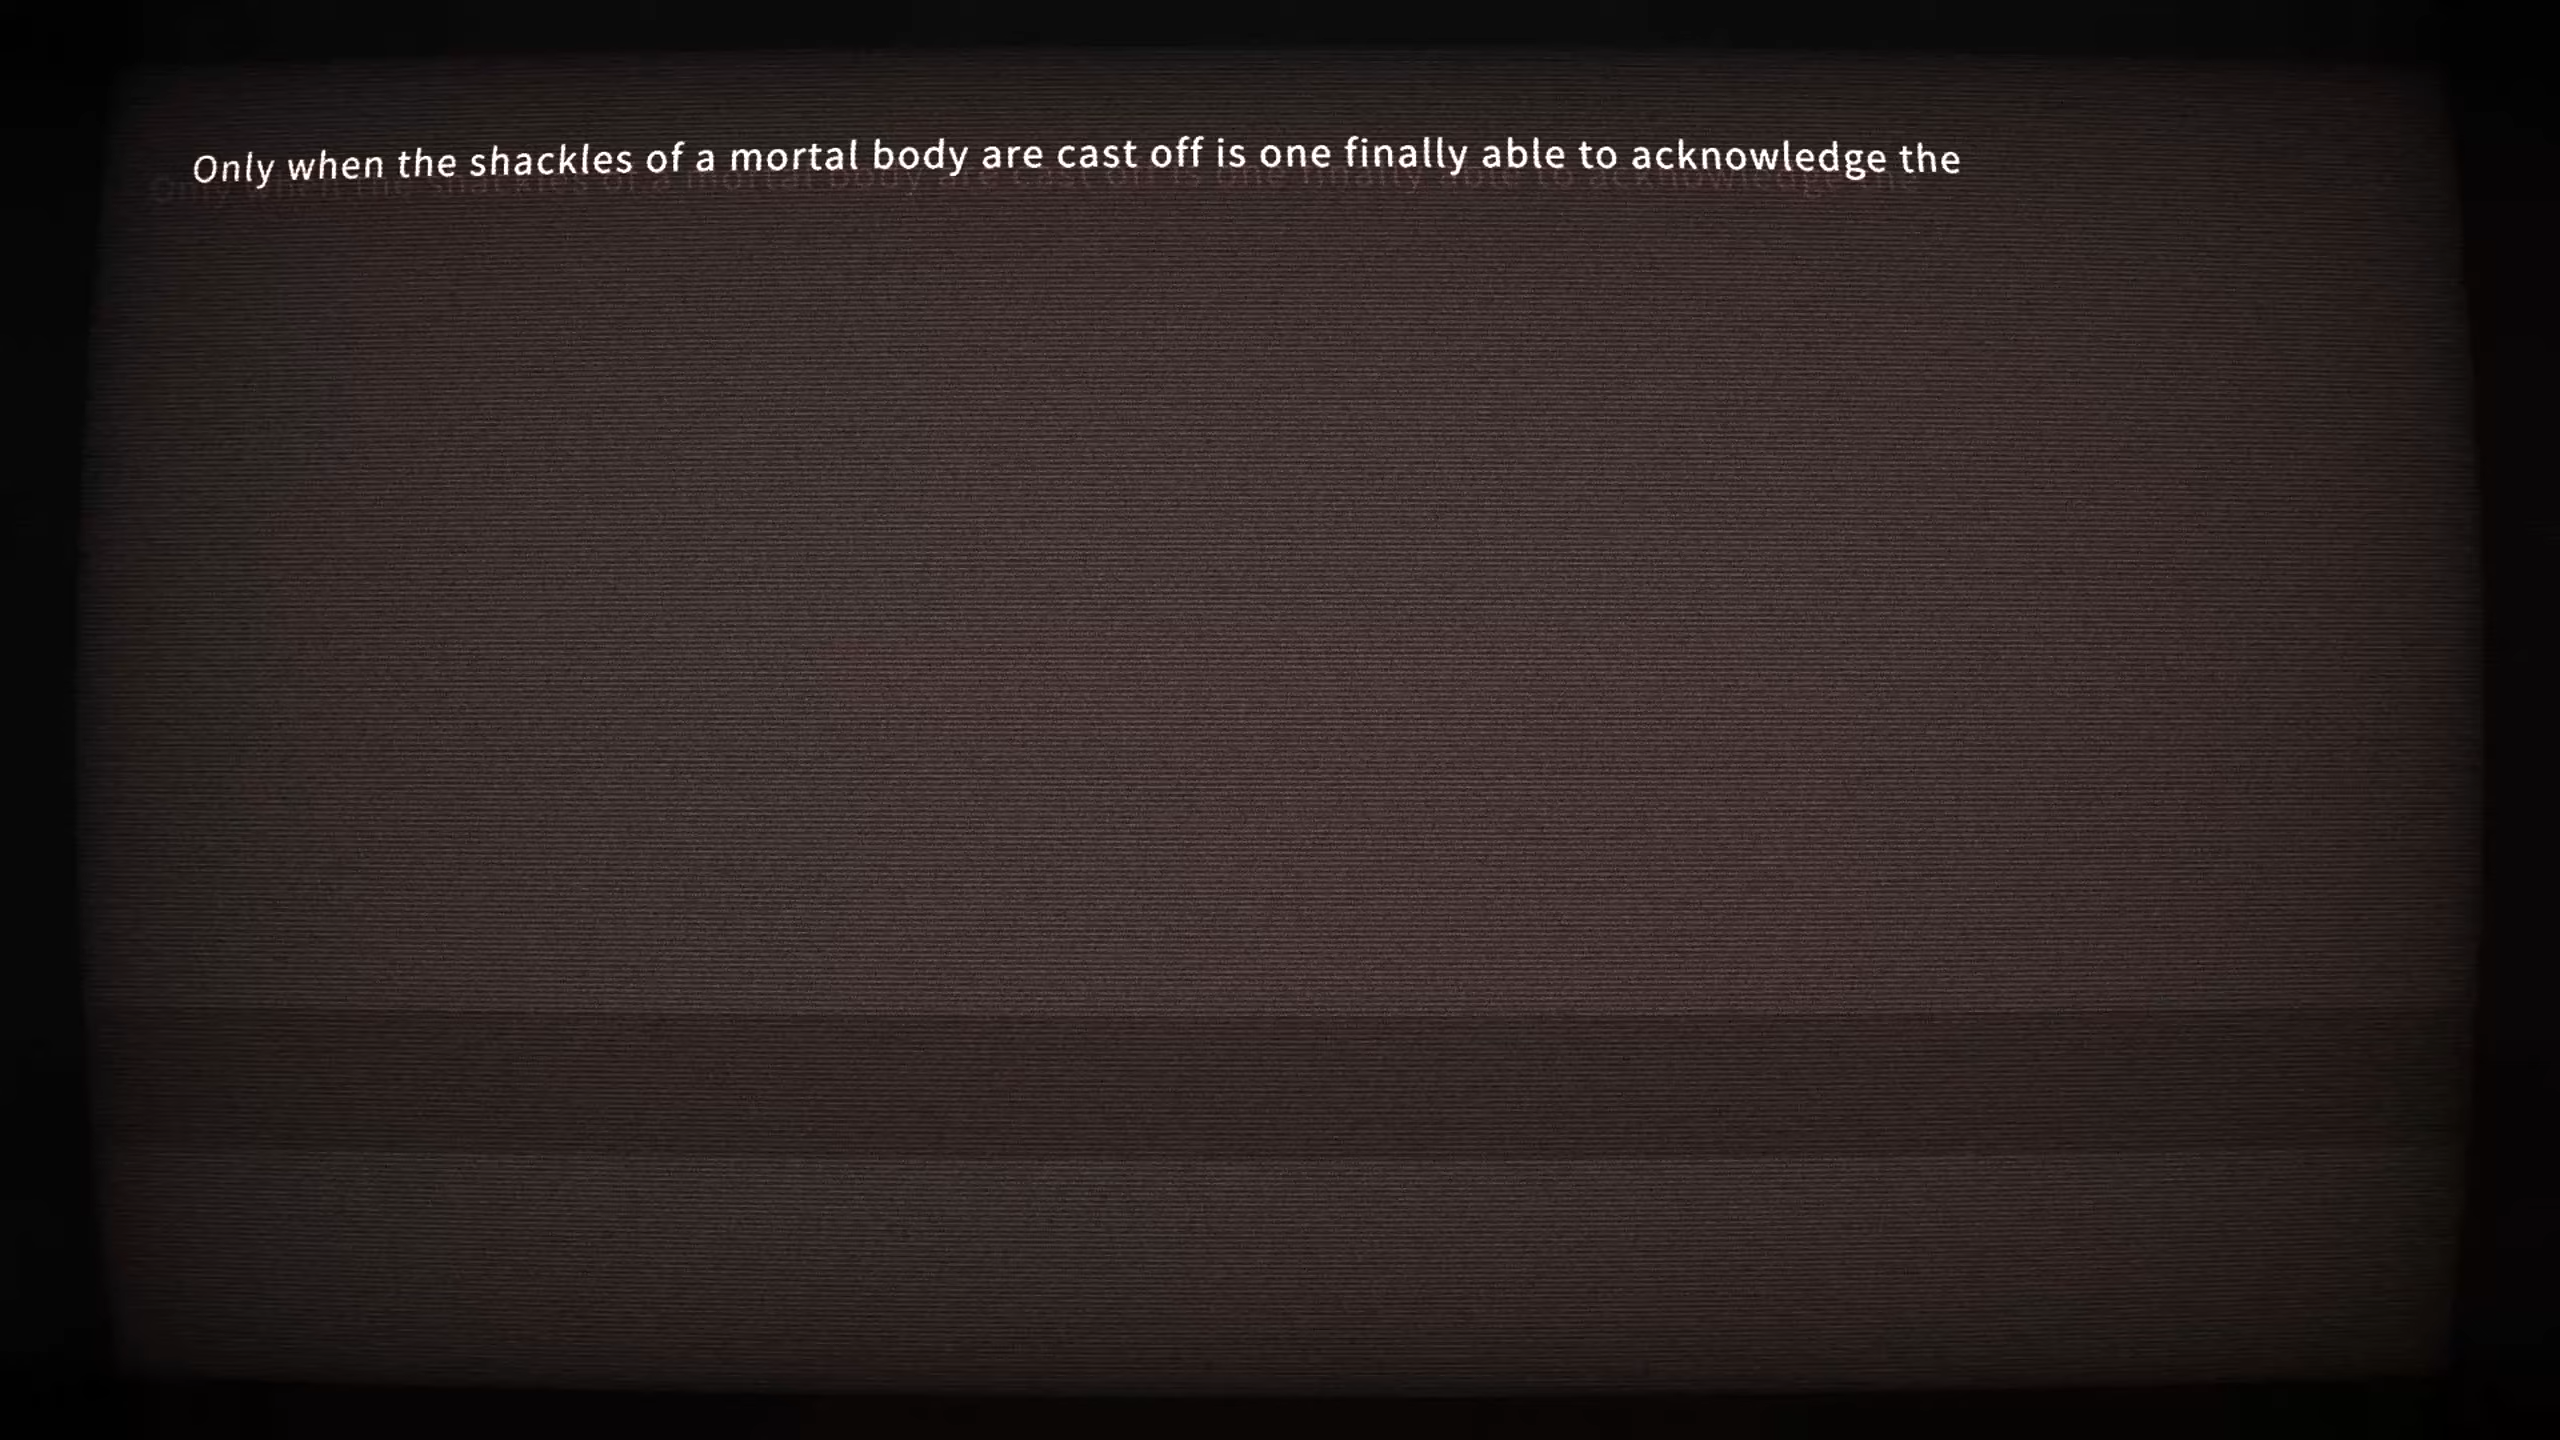 Only when the shackles of a mortal body are cast off is one finally able to acknowledge the